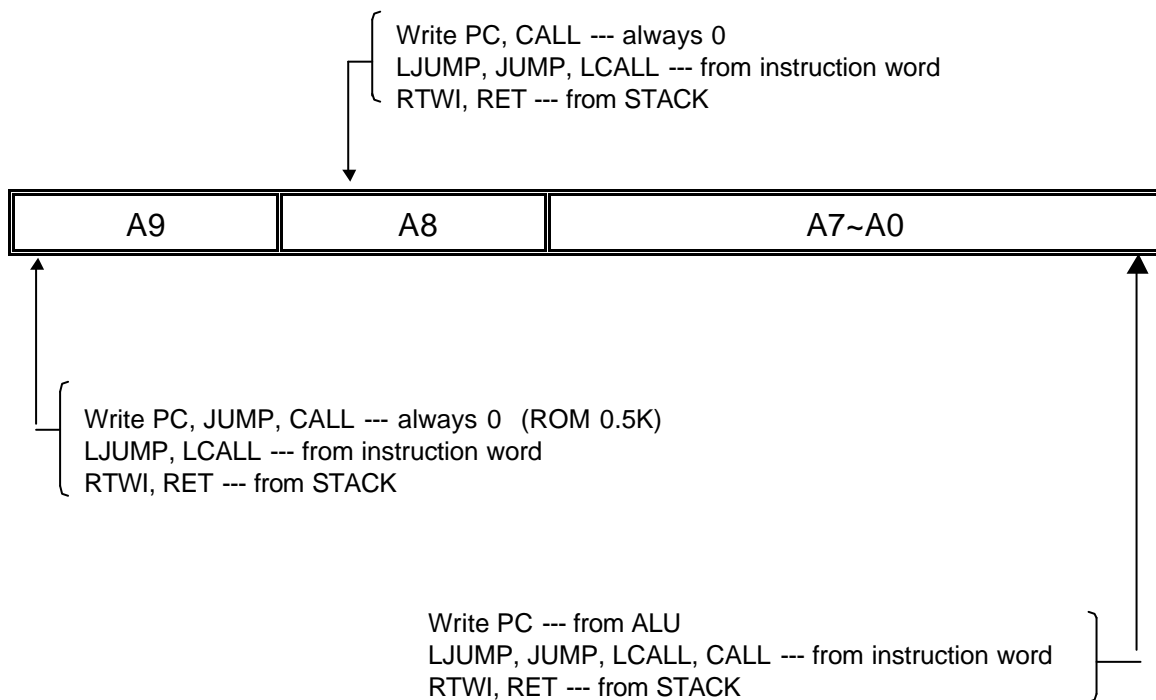 Write PC, CALL --- always 0
LJUMP, JUMP, LCALL --- from instruction word
RTWI, RET --- from STACK
A9 A8 A7~A0
Write PC, JUMP, CALL --- always 0 (ROM 0.5K)
LJUMP, LCALL --- from instruction word
RTWI, RET --- from STACK
Write PC --- from ALU
LJUMP, JUMP, LCALL, CALL --- from instruction word
RTWI, RET --- from STACK